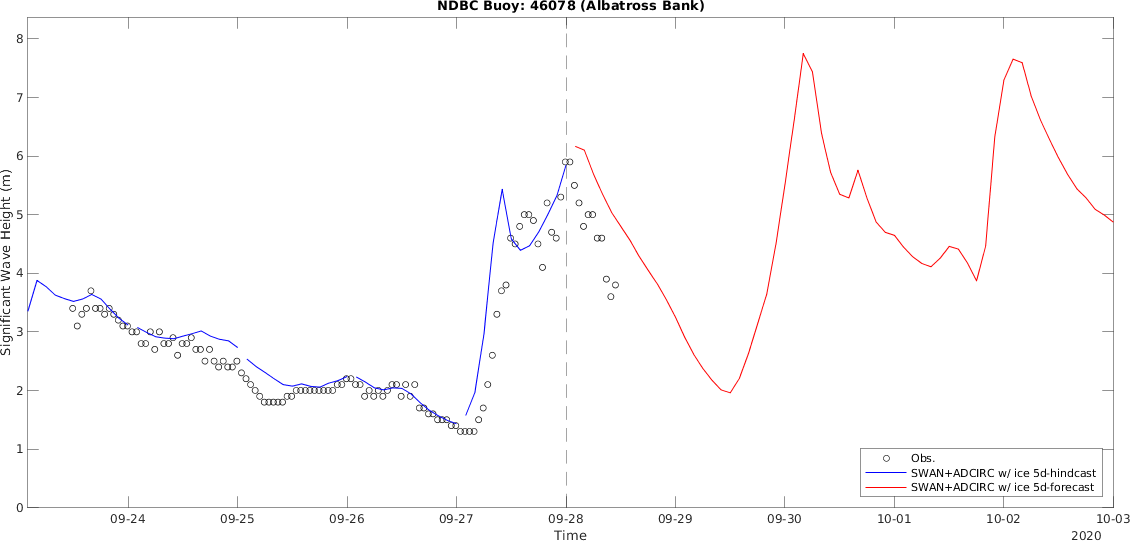 NDBC Buoy: 46078 (Albatross Bank)
8
7
6
5
4
3
2
1
0
Significant Wave Height (m)
Obs.
SWAN+ADCIRC w/ ice 5d-hindcast
SWAN+ADCIRC w/ ice 5d-forecast
09-24 09-25 09-26 09-27 09-28 09-29 09-30 10-01 10-02 10-03
Time
2020